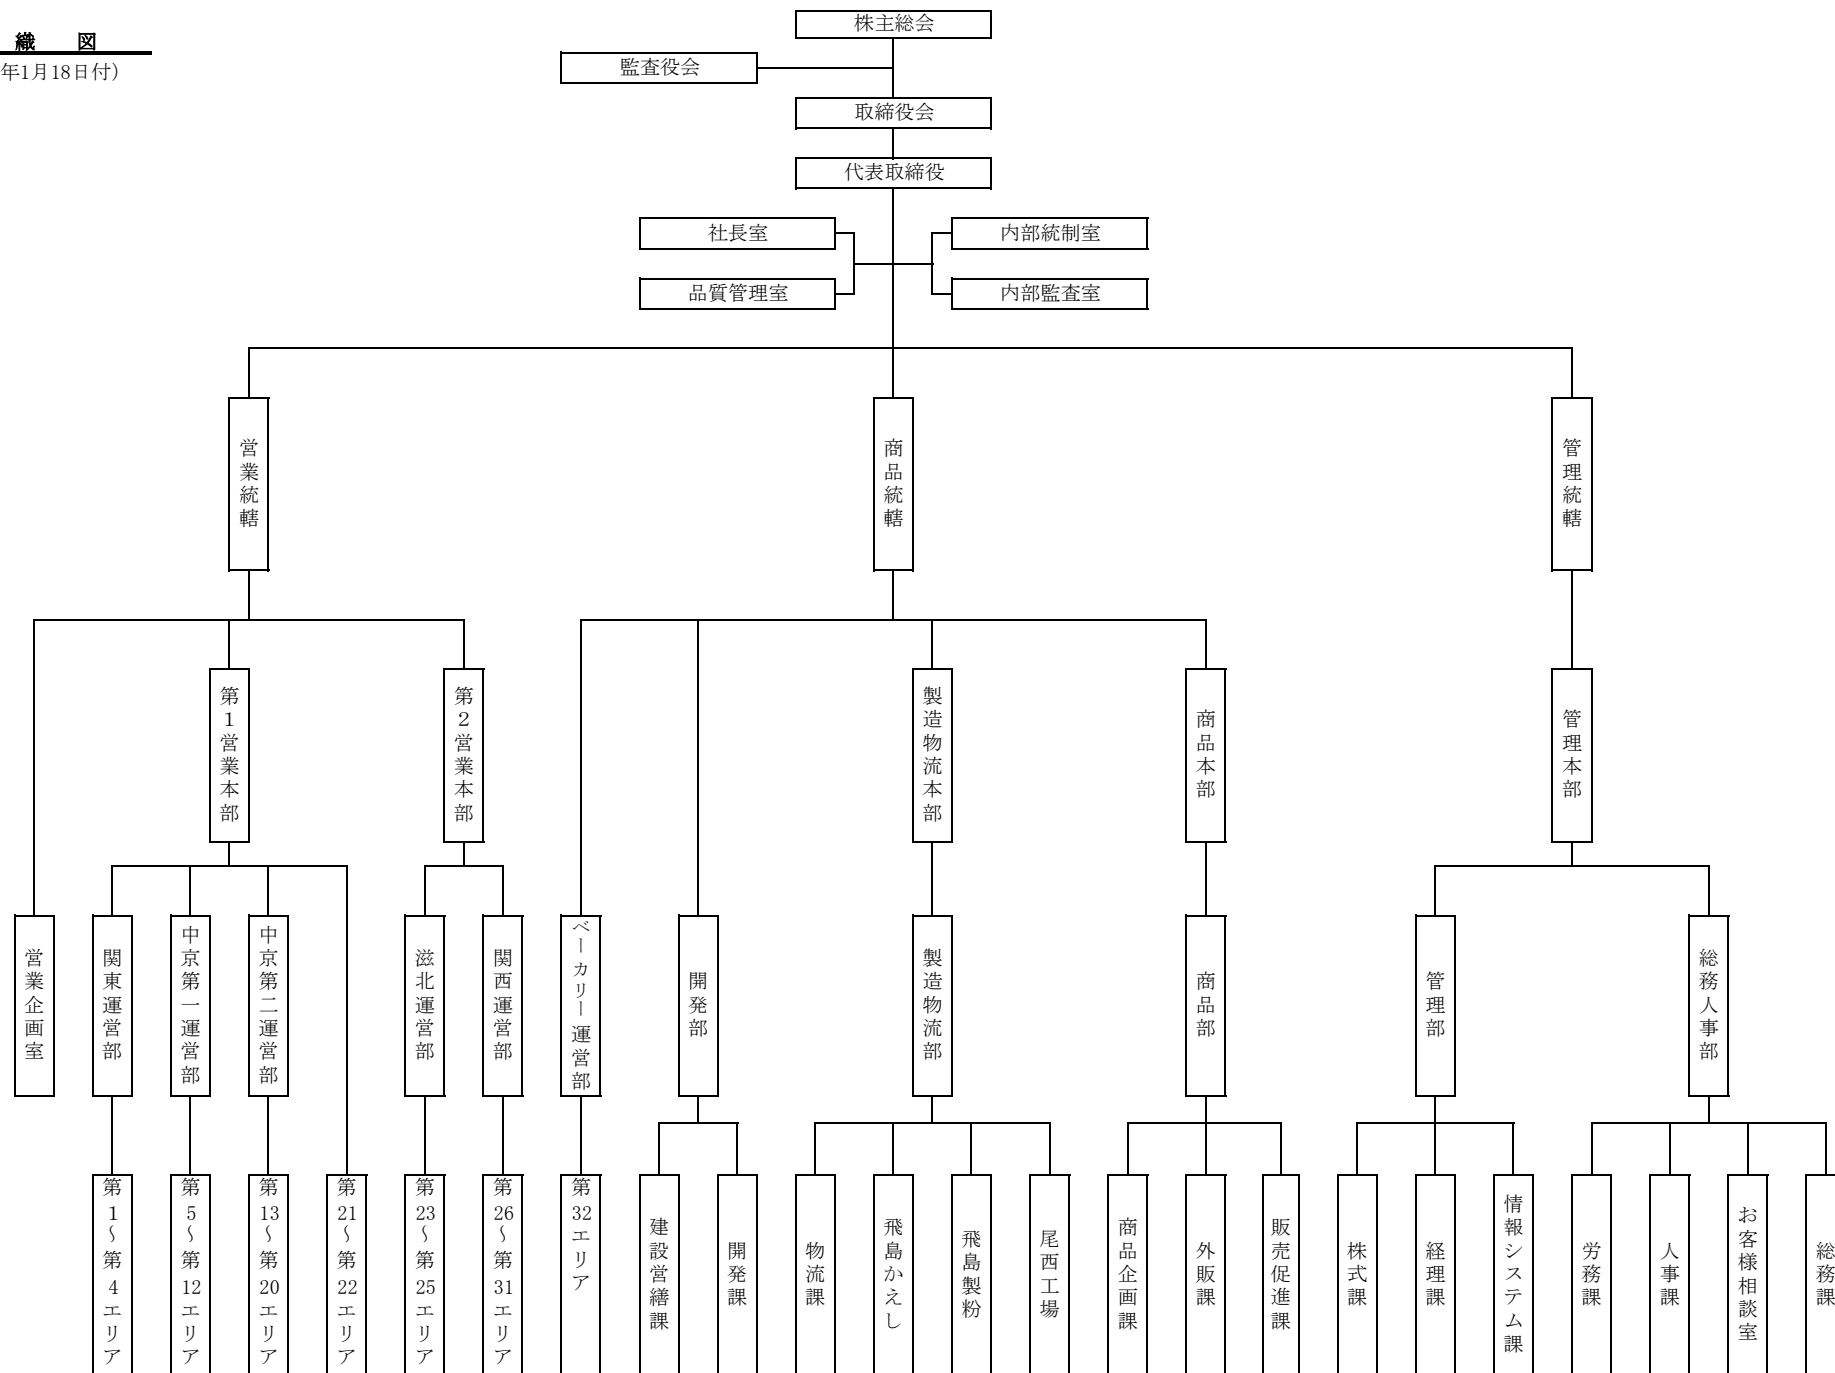 織　図
年1月18日付）
株主総会
監査役会
取締役会
代表取締役
社長室
内部統制室
品質管理室
内部監査室
営業統轄
商品統轄
管理統轄
第１営業本部
第２営業本部
製造物流本部
商品本部
管理本部
営業企画室
関東運営部
中京第一運営部
中京第二運営部
滋北運営部
関西運営部
ベーカリー運営部
開発部
製造物流部
商品部
管理部
総務人事部
第1～第4エリア
第5～第12エリア
第13～第20エリア
第21～第22エリア
第23～第25エリア
第26～第31エリア
第32エリア
建設営繕課
開発課
物流課
飛島かえし
飛島製粉
尾西工場
商品企画課
外販課
販売促進課
株式課
経理課
情報システム課
労務課
人事課
お客様相談室
総務課